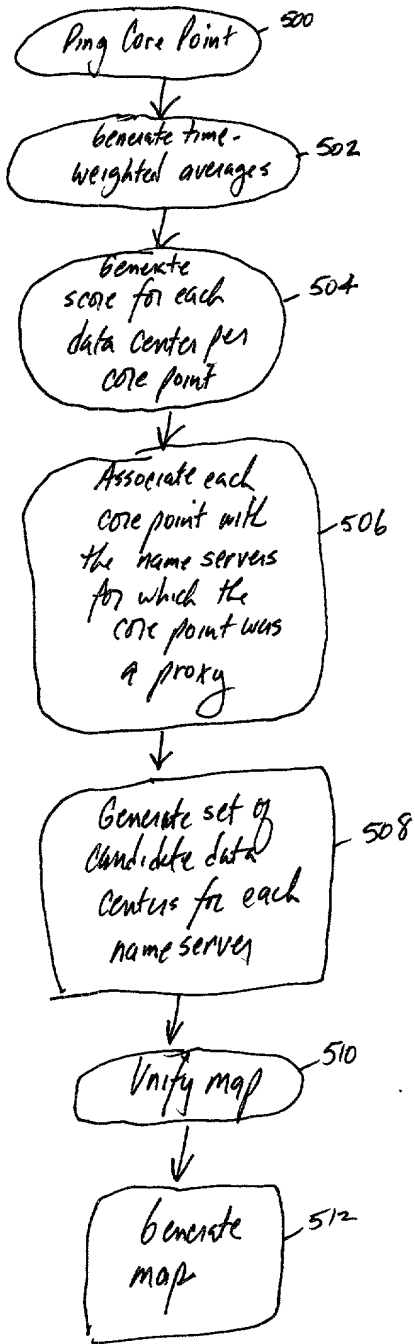 Ping Core Point
500
Generate time-
weighted averages
502
Generate
score for each
data center per
core point
504
Associate each
core point with
the name servers
for which the
core point was
a proxy
506
Generate set of
candidate data
centers for each
name server
508
Unify map
510
Generate
map
512